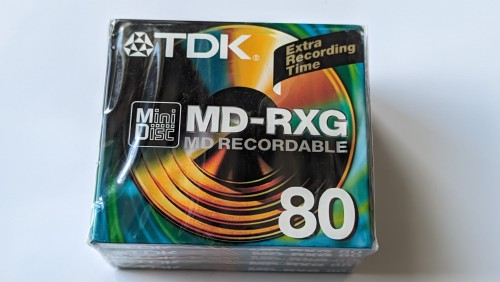 TDK®
Extra
Recording
Time
Mini
Disc
MD-RXG
MD RECORDABLE
80